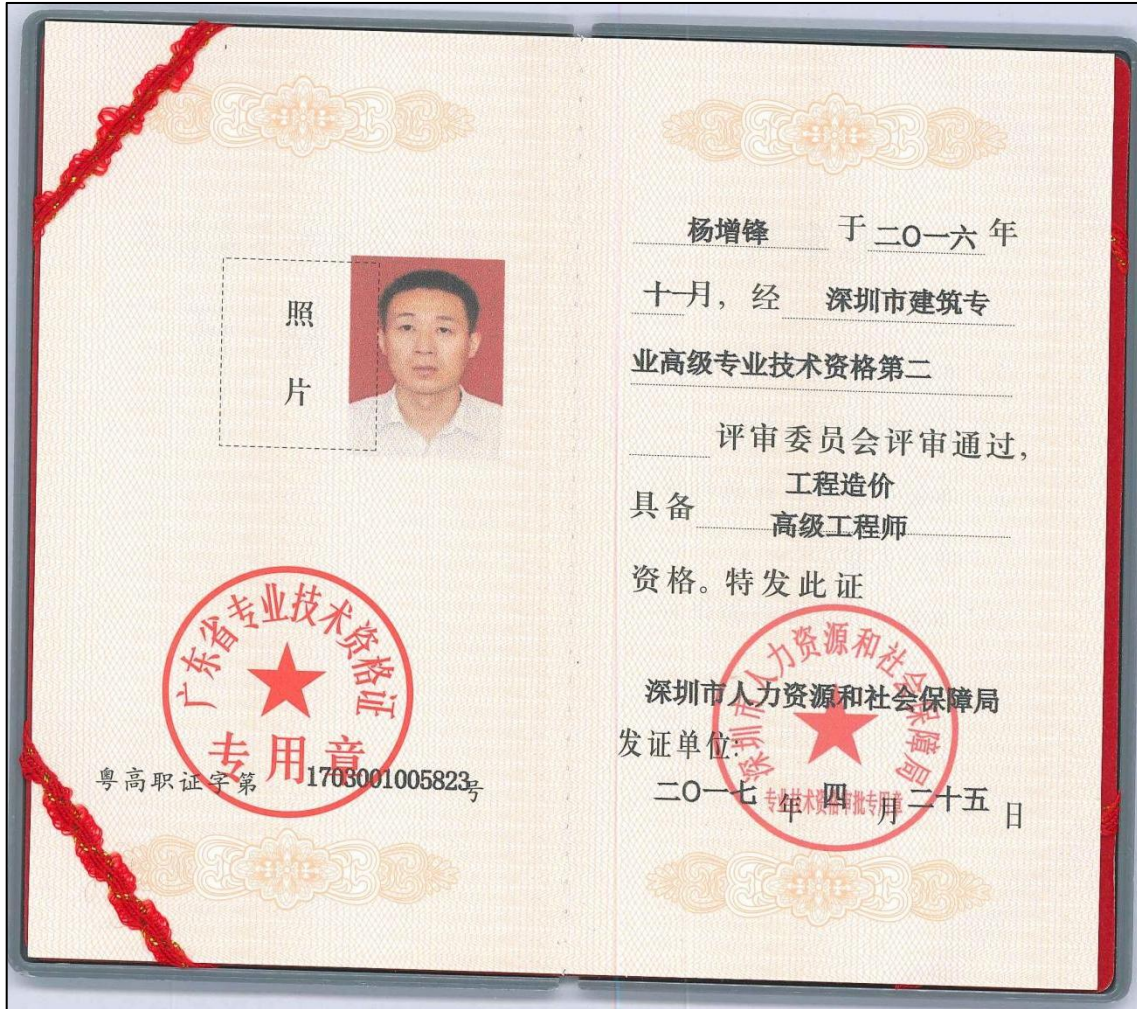 照
片
广东省专业技术资格证
专用章
粤高职证字第 1703001005823号
杨增锋 于 二〇一六 年
十一月，经 深圳市建筑专
业高级专业技术资格第二
评审委员会评审通过，
工程造价
具备 高级工程师
资格。特发此证
深圳市人力资源和社会保障局
深圳市人力资源和社会保障局
发证单位：
专业技术资格审批专用章
二〇一七 年 四 月 二十五 日